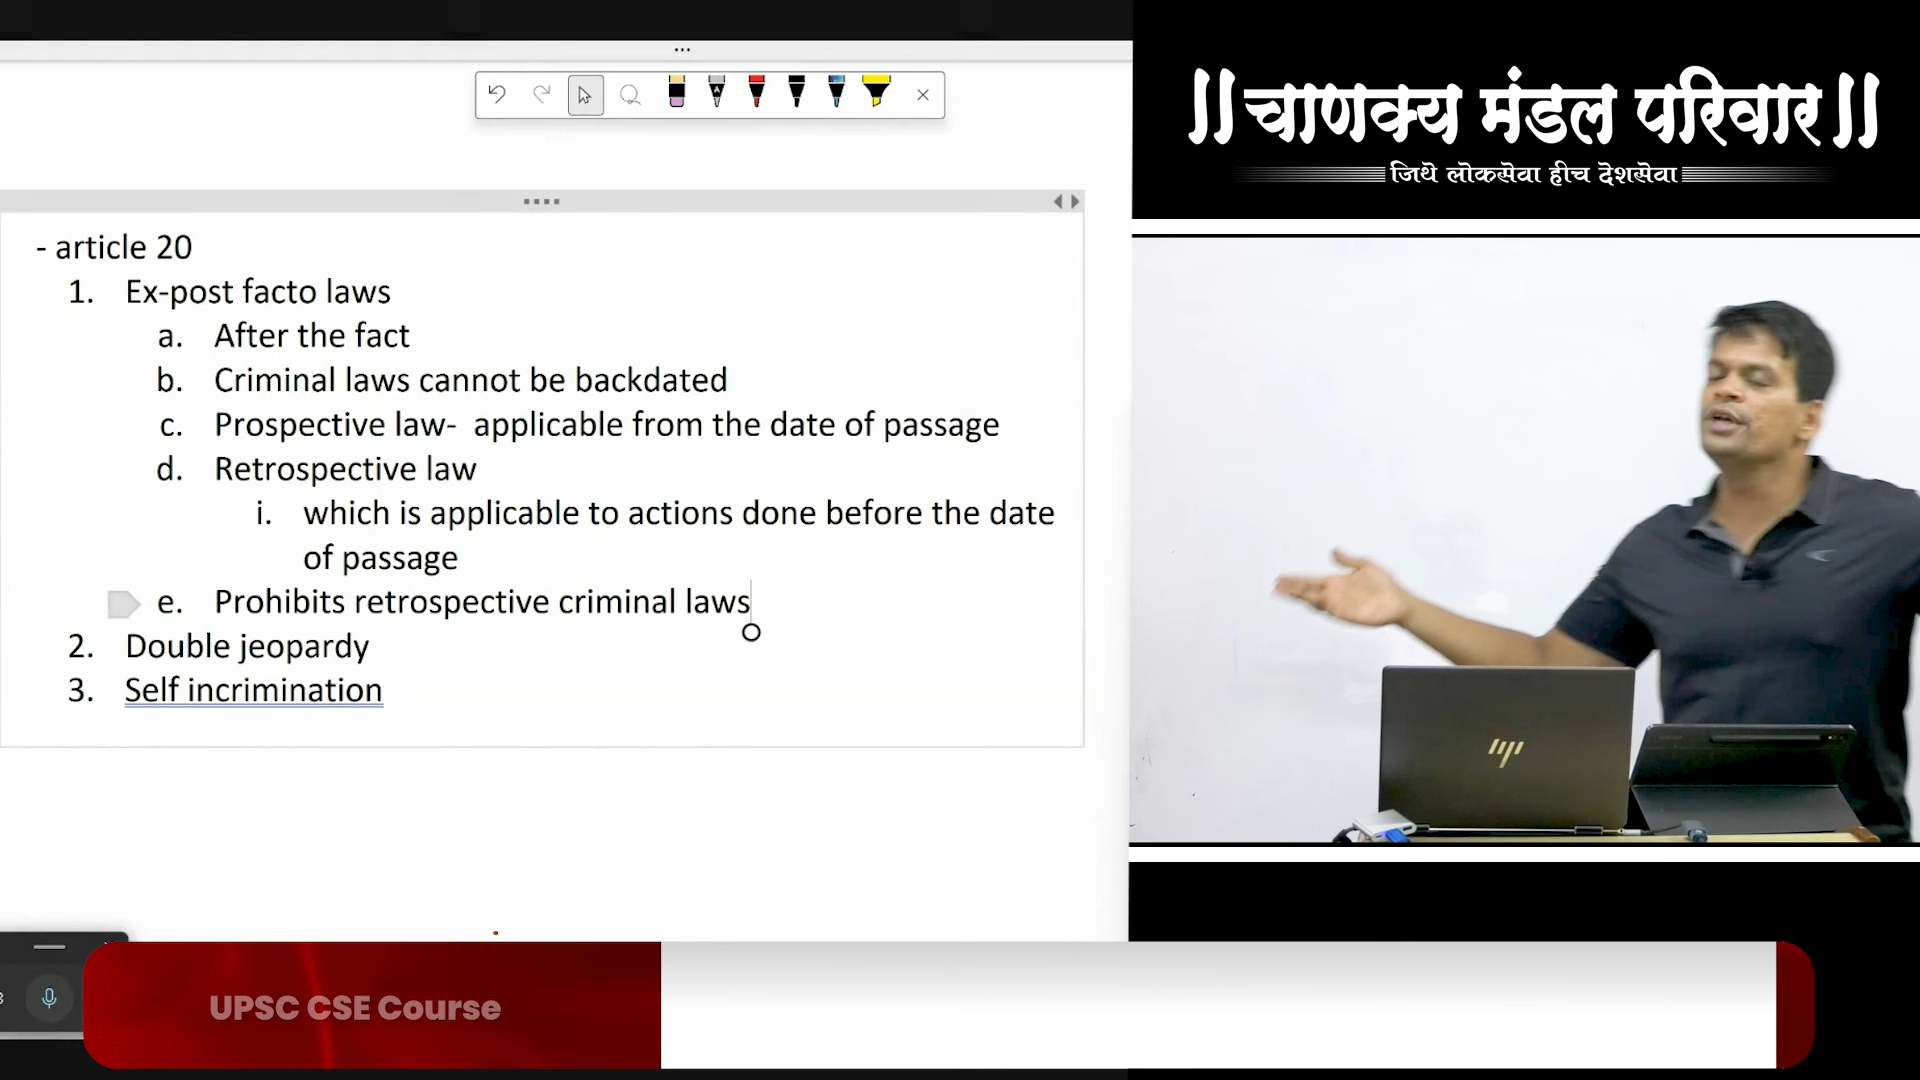 ॥चाणक्य मंडल परिवार॥
जिथे लोकसेवा हीच देशसेवा
- article 20
1. Ex-post facto laws
a. After the fact
b. Criminal laws cannot be backdated
c. Prospective law- applicable from the date of passage
d. Retrospective law
i. which is applicable to actions done before the date
of passage
e. Prohibits retrospective criminal laws
2. Double jeopardy
3. Self incrimination
hp
UPSC CSE Course